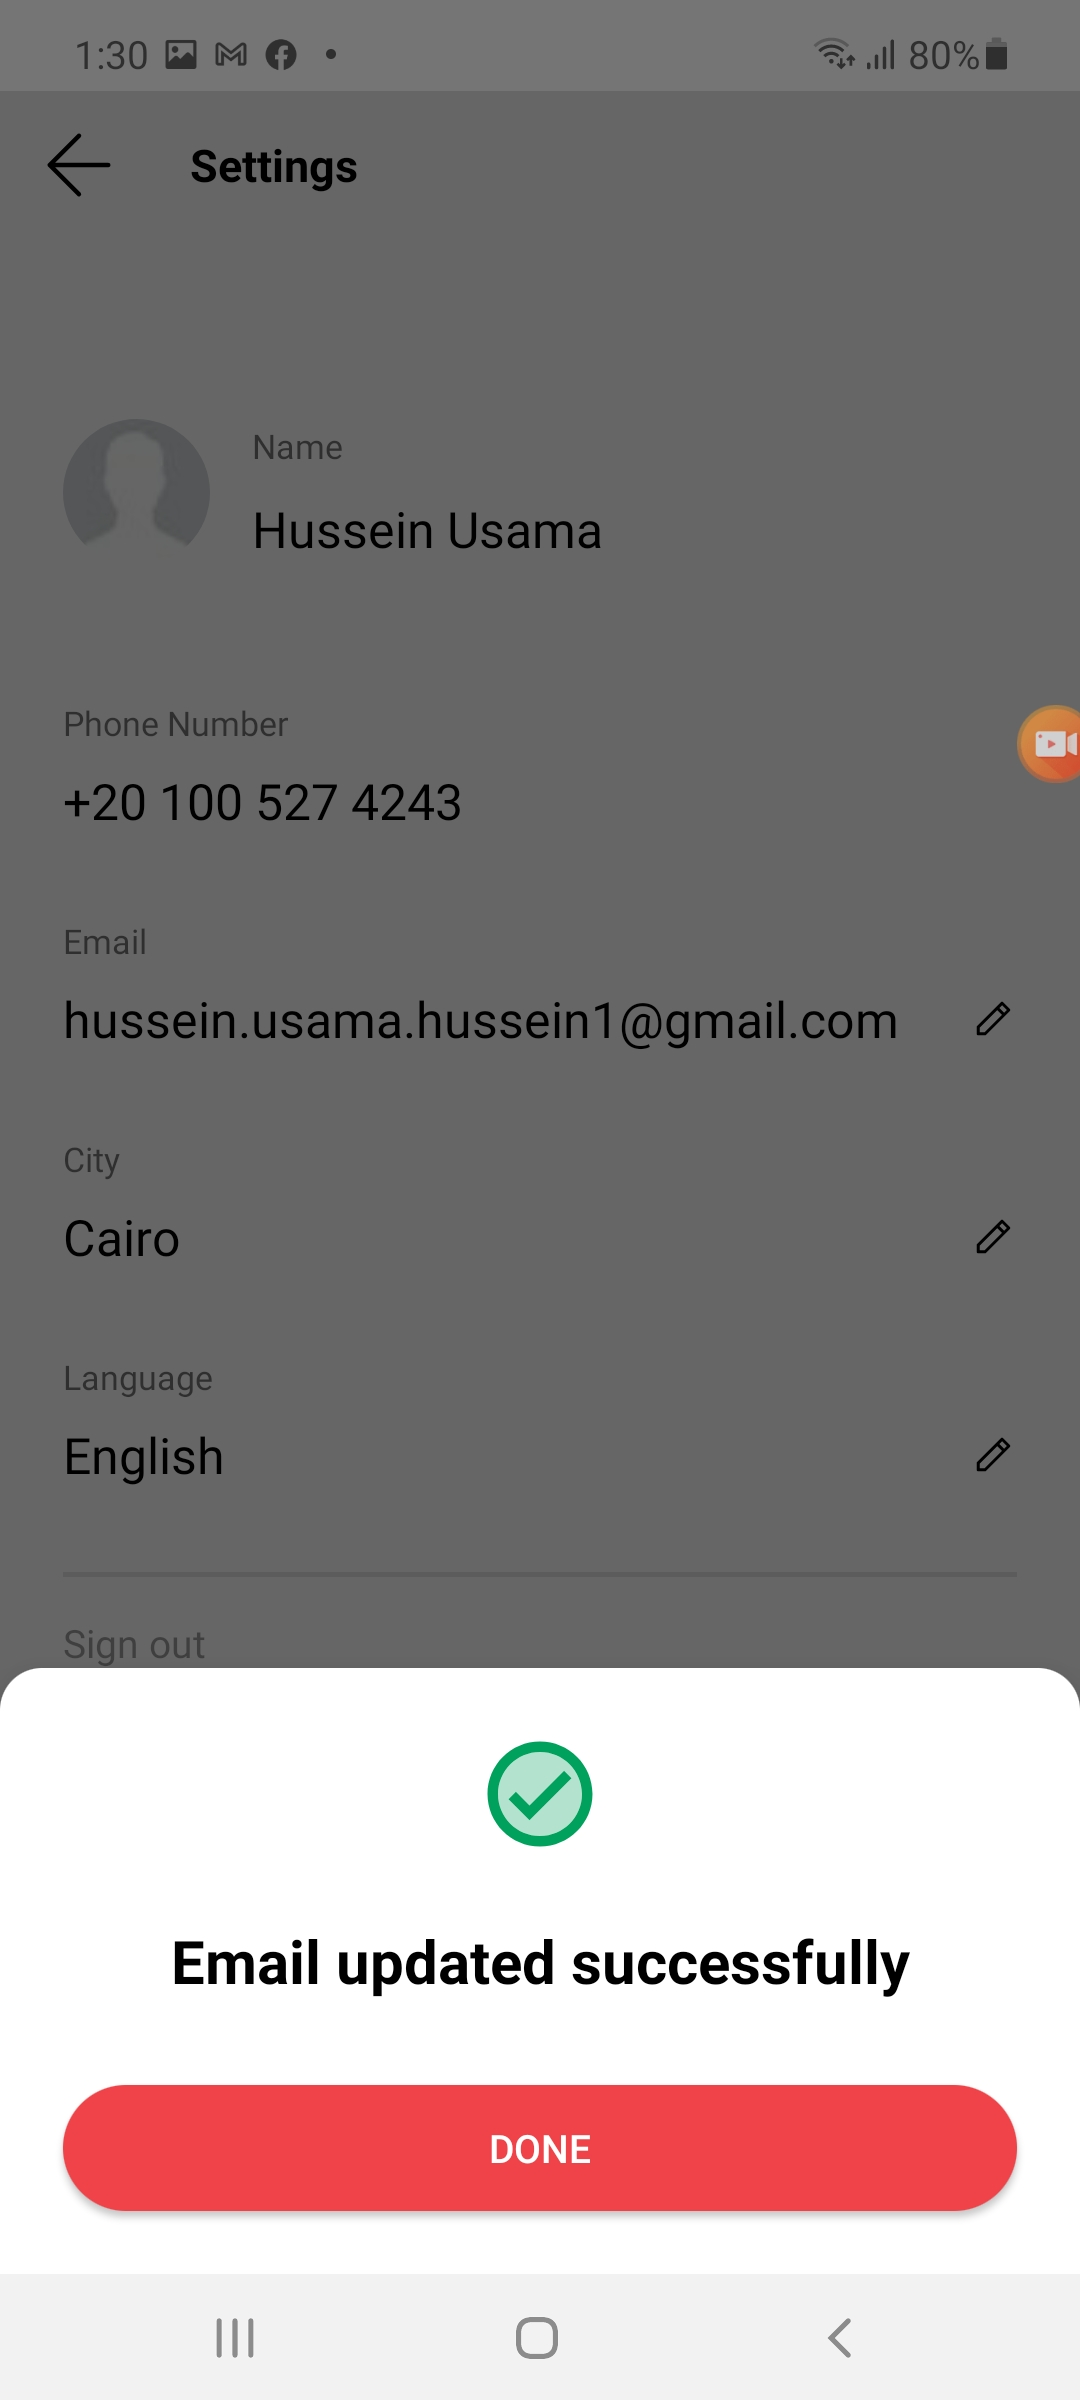 1:30
80%
Settings
Name
Hussein Usama
Phone Number
+20 100 527 4243
Email
hussein.usama.hussein1@gmail.com
City
Cairo
Language
English
Sign out
Email updated successfully
DONE